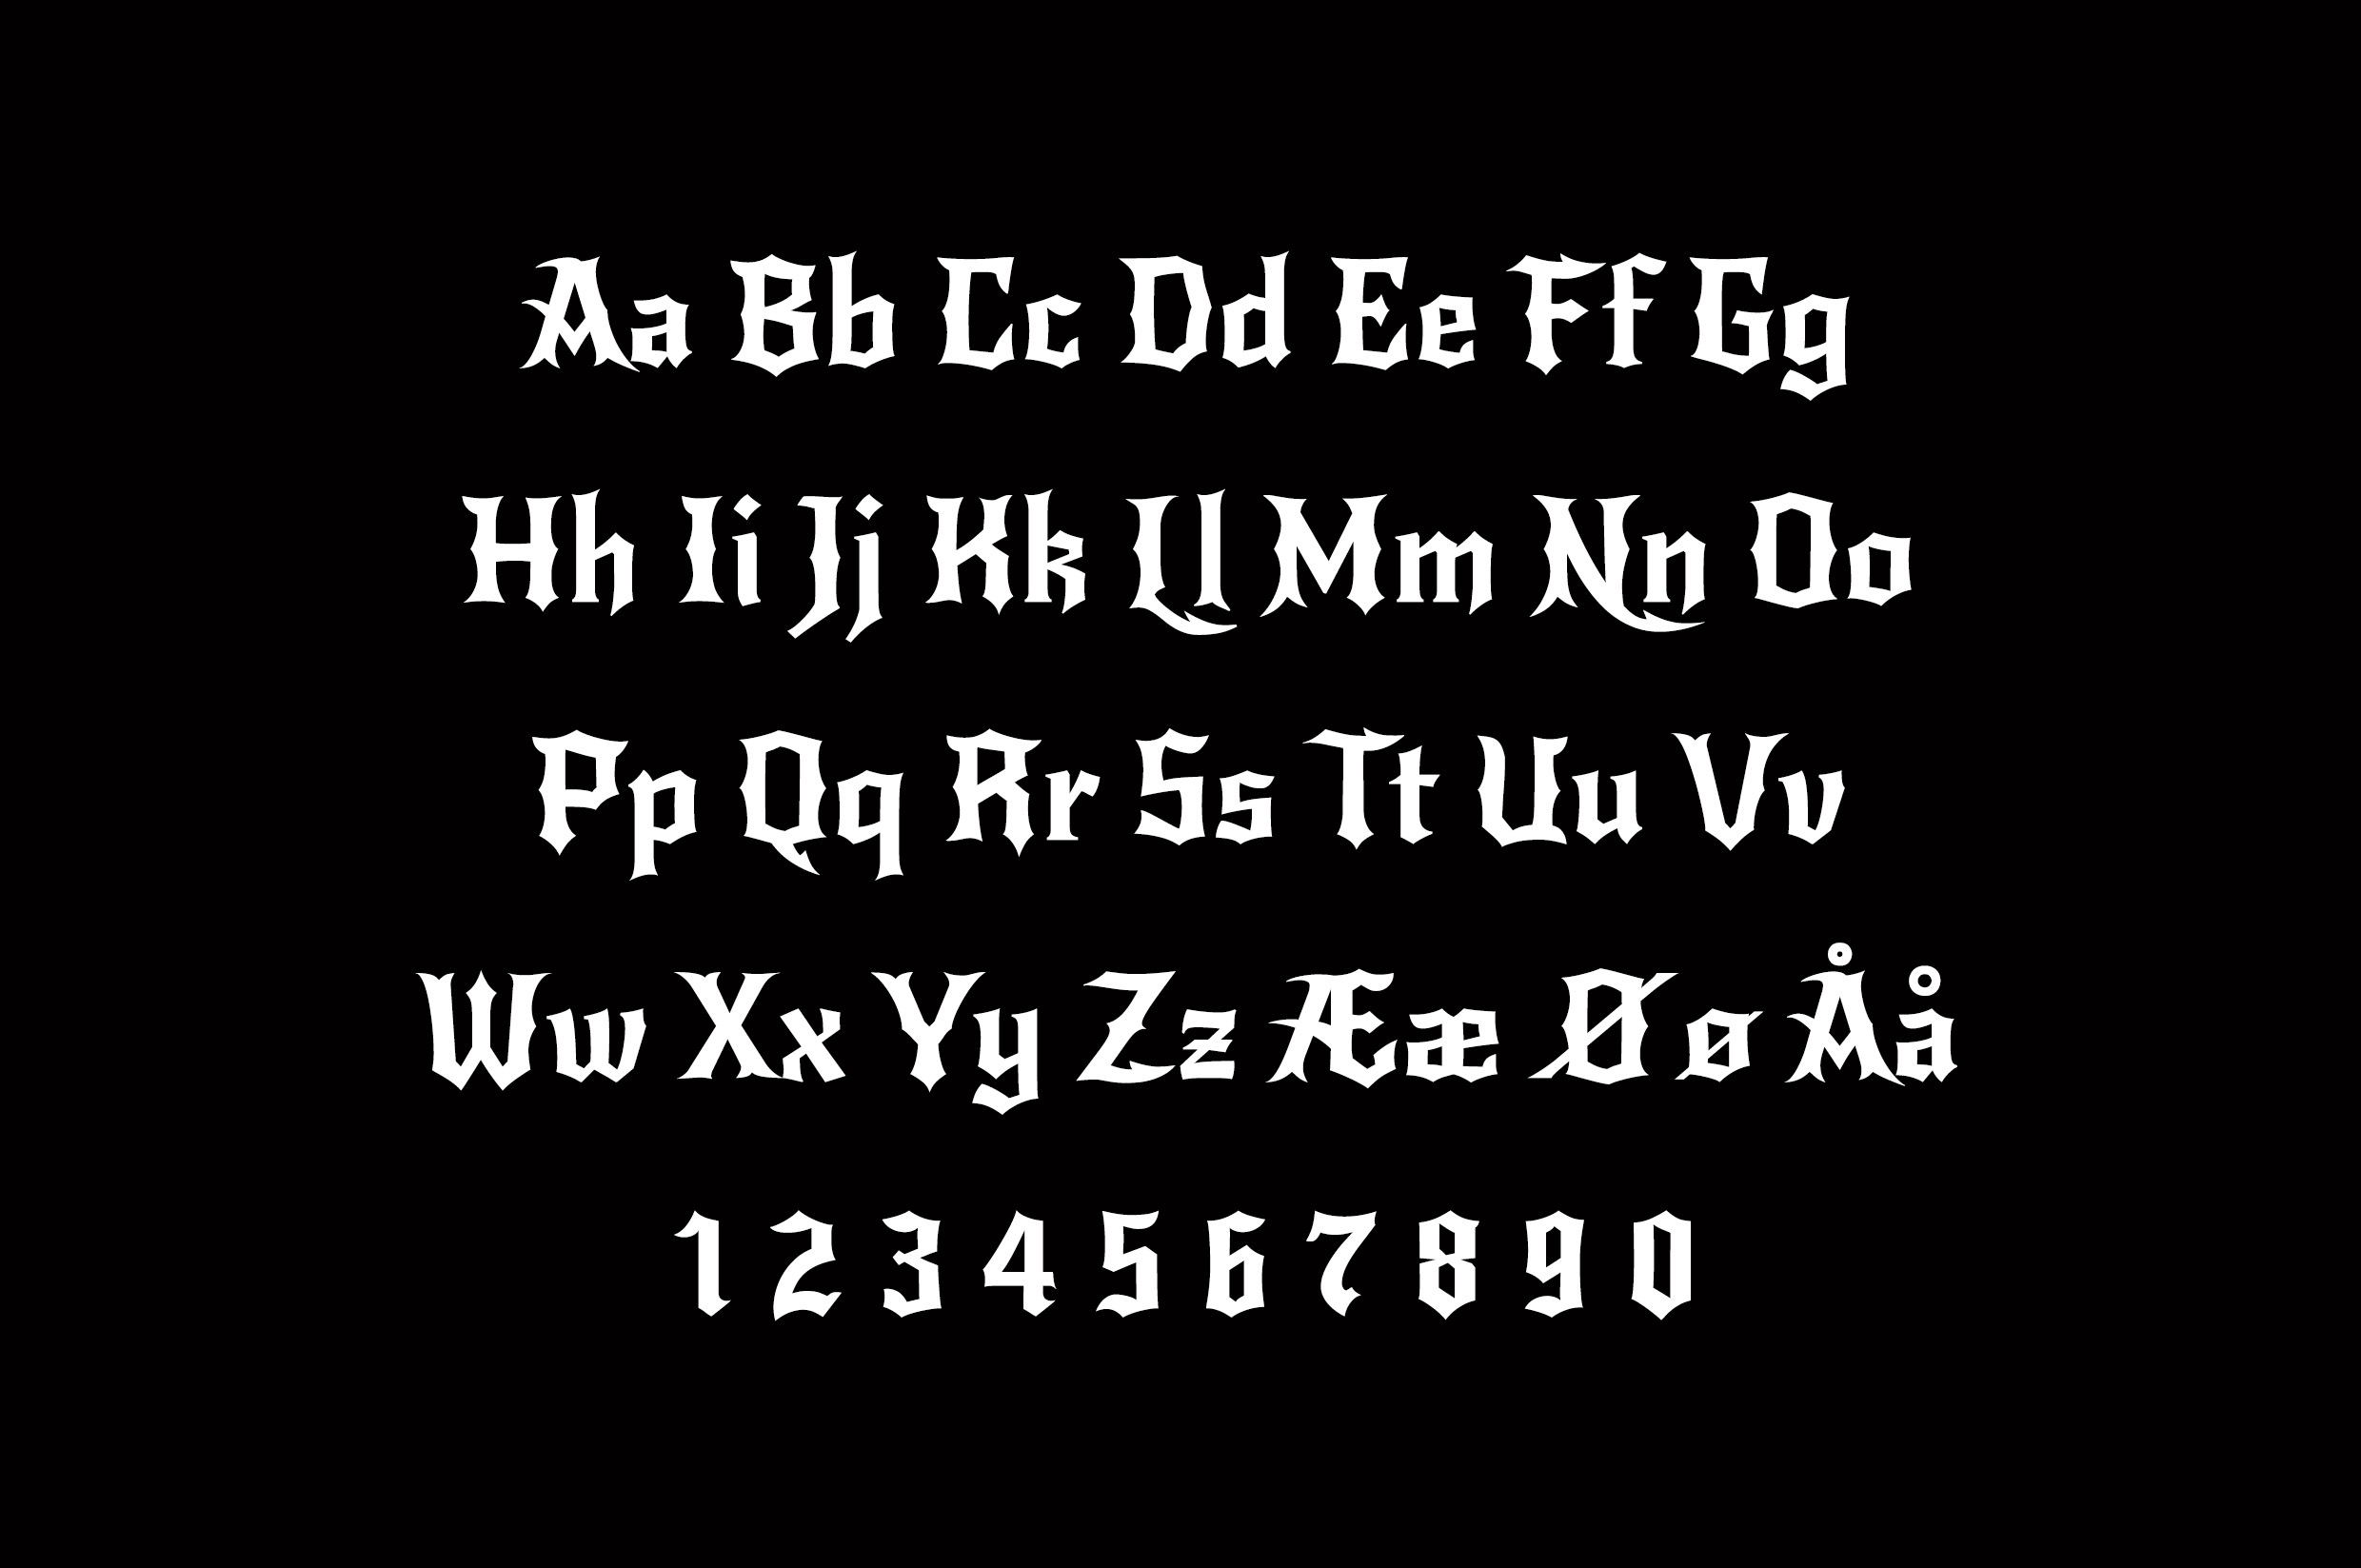 Aa Bb Cc Dd Ee Ff Gg
Hh Ii Jj Kk Ll Mm Nn Oo
Pp Qq Rr Ss Tt Uu Vv
Ww Xx Yy Zz Ææ Øø Åå
1 2 3 4 5 6 7 8 9 0